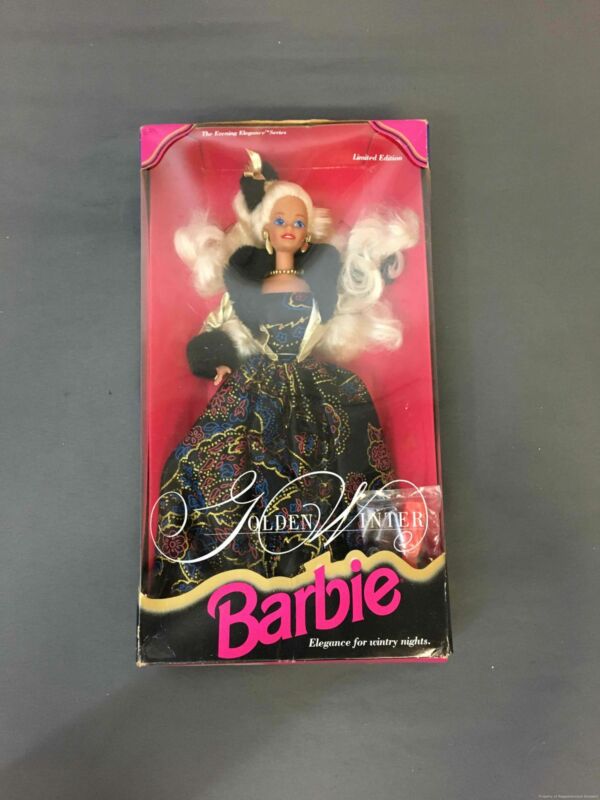 The Evening Elegance™ Series
Limited Edition
GOLDEN WINTER
Barbie
Elegance for wintry nights.